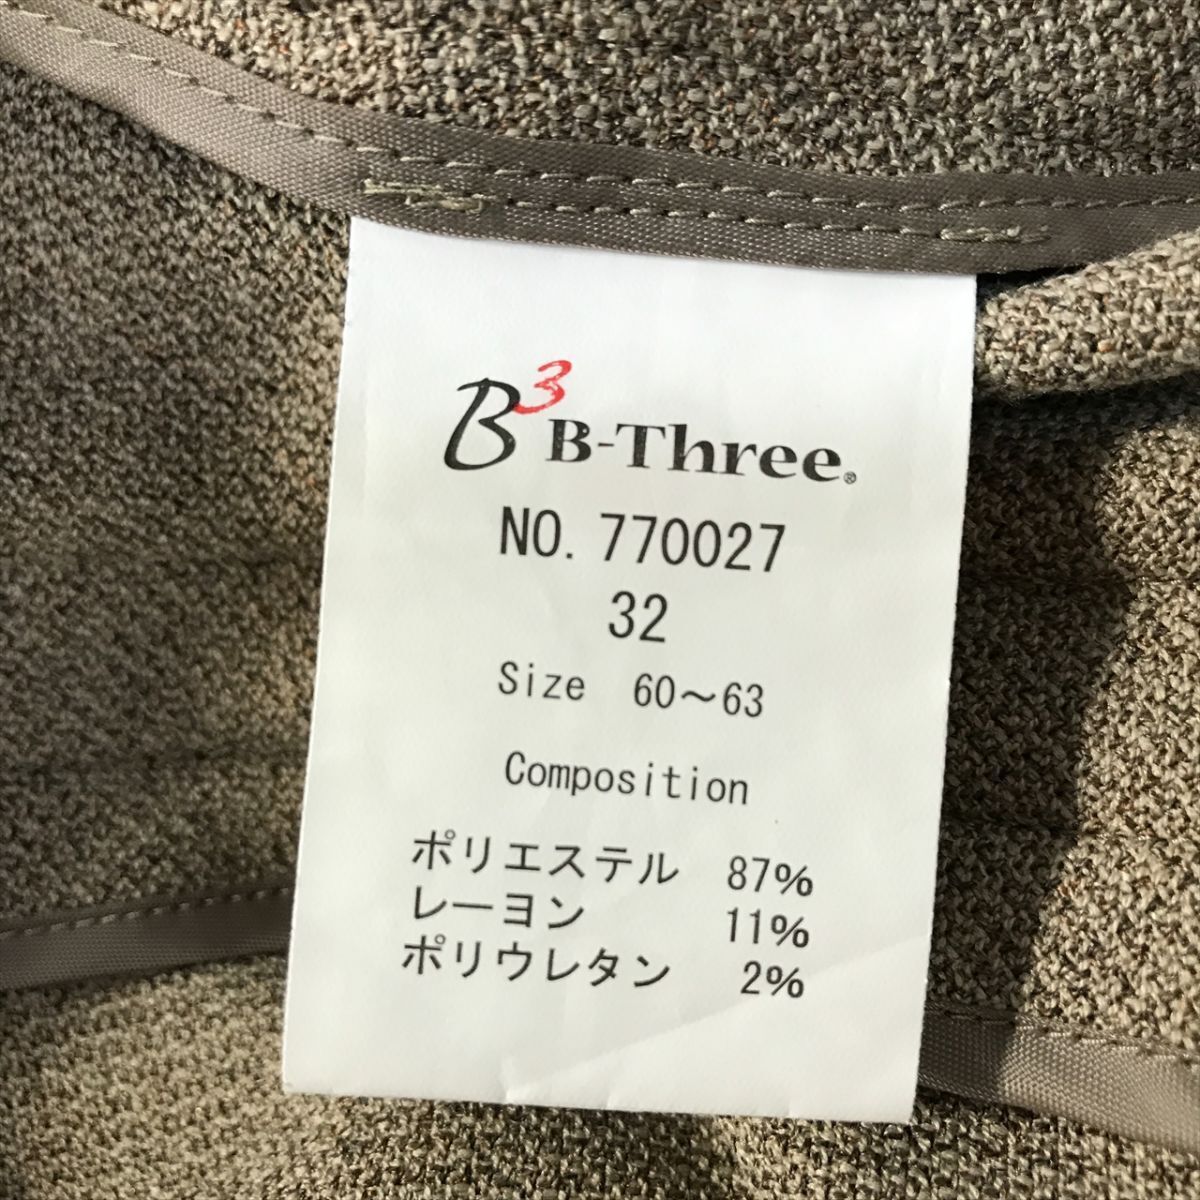 B3 B-Three®
NO. 770027
32
Size 60～63
Composition
ポリエステル 87%
レーヨン 11%
ポリウレタン 2%